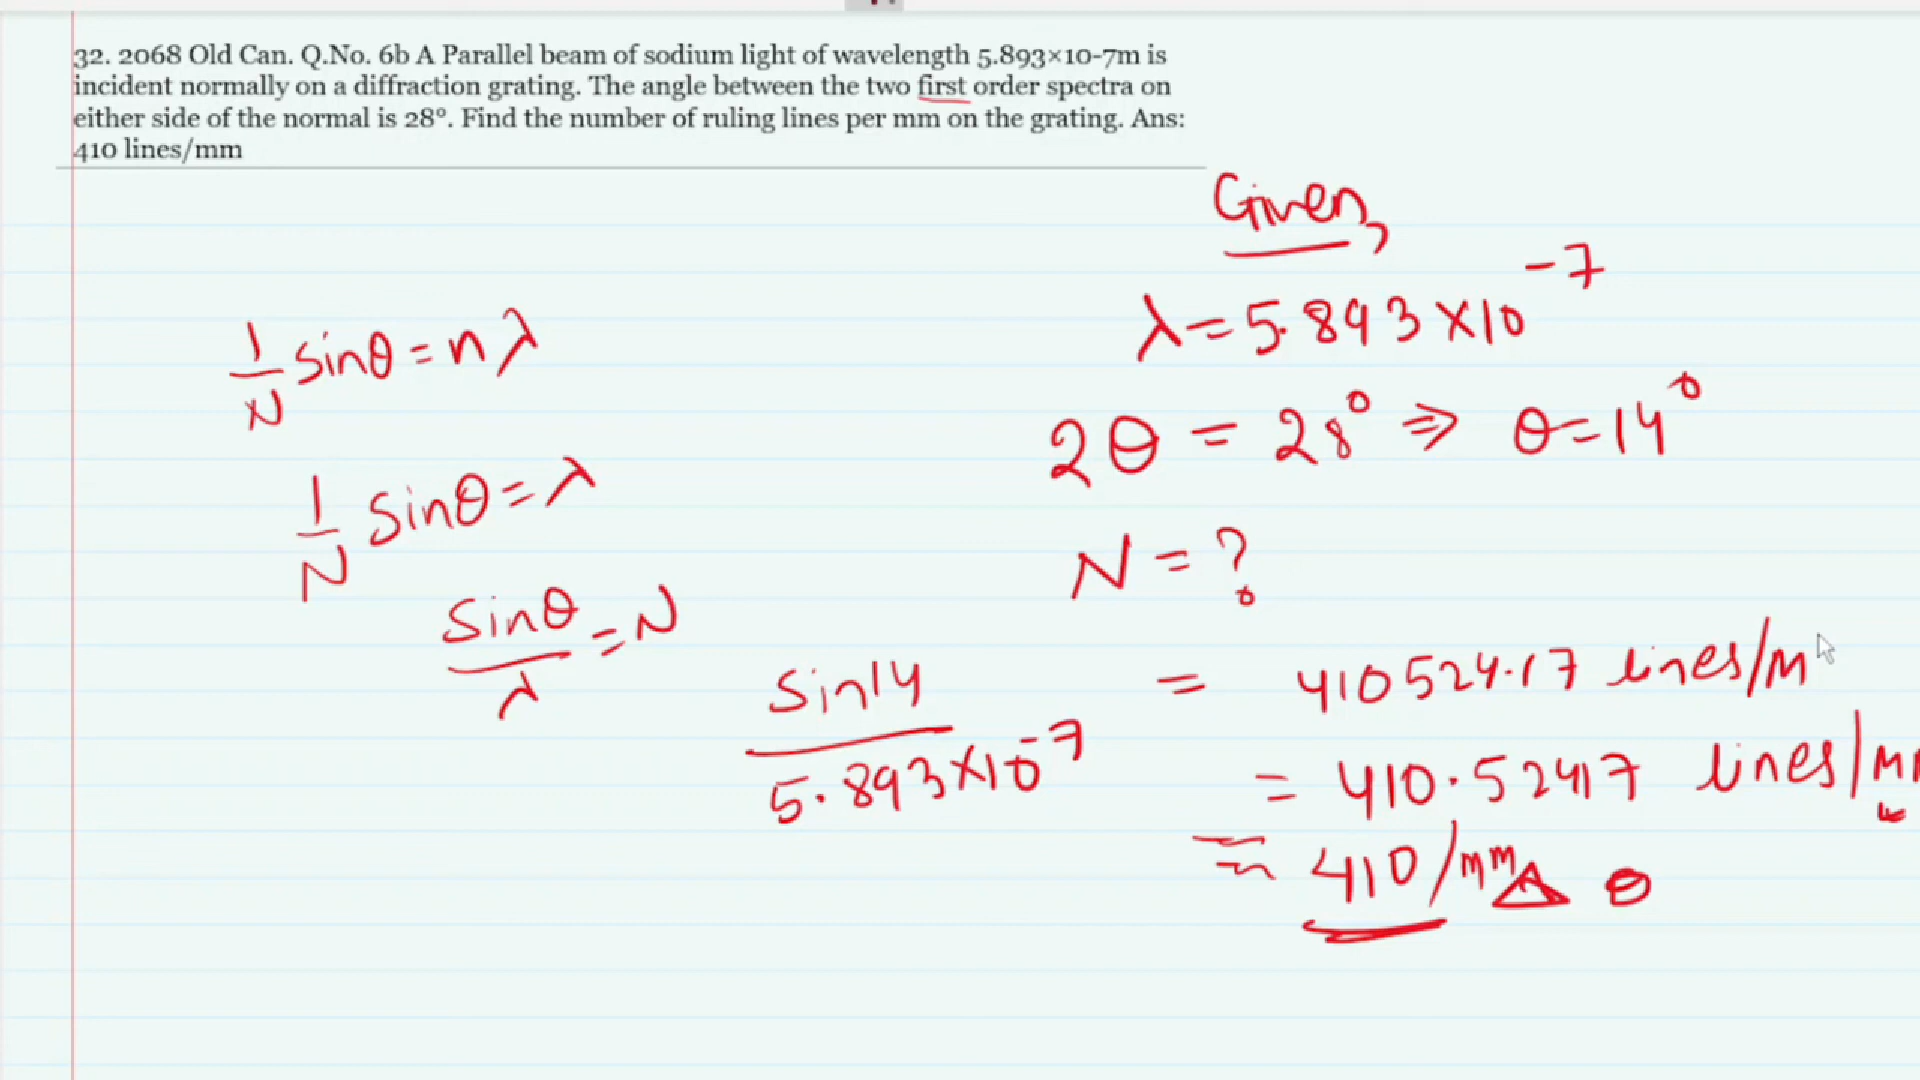 32. 2068 Old Can. Q.No. 6b A Parallel beam of sodium light of wavelength 5.893×10-7m is
incident normally on a diffraction grating. The angle between the two first order spectra on
either side of the normal is 28°. Find the number of ruling lines per mm on the grating. Ans:
410 lines/mm
Given,
λ = 5.893 × 10^-7
2θ = 28° ⇒ θ = 14°
N = ?
1/N sinθ = nλ
1/N sinθ = λ
sinθ/λ = N
sin14/5.893×10^-7 = 410524.17 lines/m
= 410.52417 lines/mm
≈ 410/mm